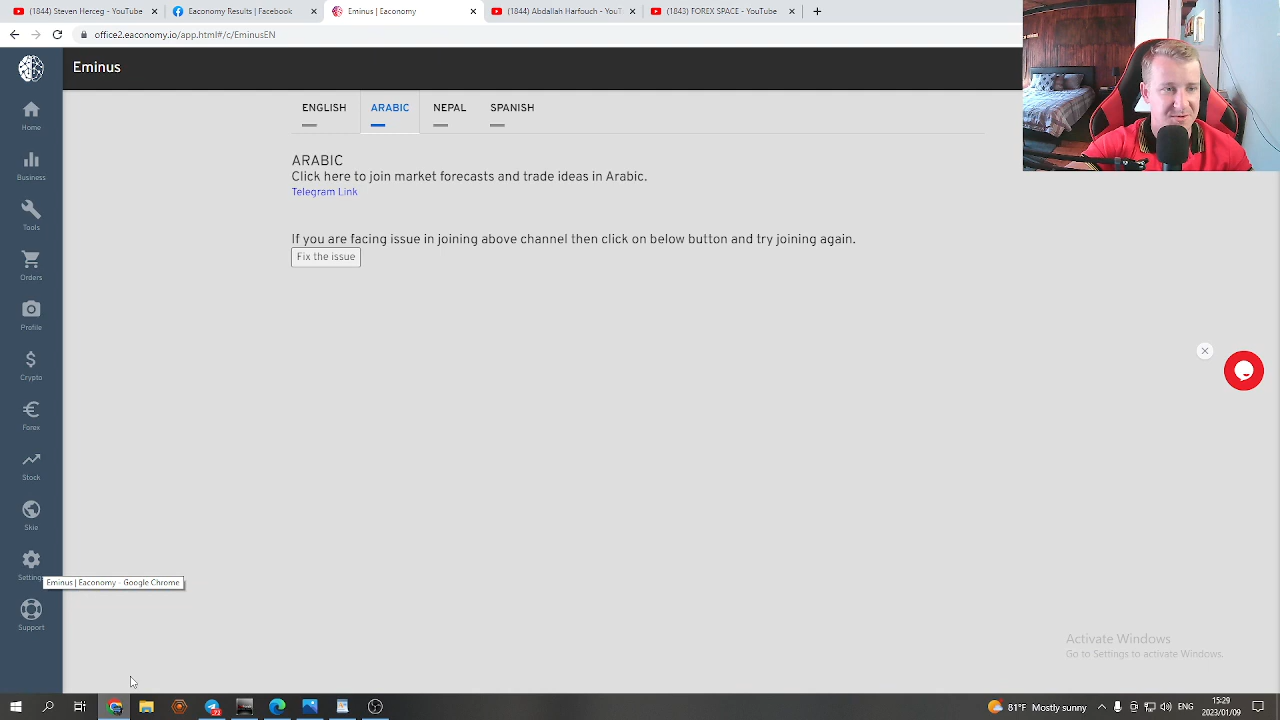 (1844) Steven Herceg - YouTube
Eaconomy Results | Facebook
Eminus | Eaconomy
(1844) Abdallah Harfouch - YouT
(1843) FOREX SPACE - YouTube
office2.eaconomy.io/app.html#/c/EminusEN
Eminus
Home
Business
Tools
Orders
Profile
Crypto
Forex
Stock
Skie
Settings
Support
ENGLISH
ARABIC
NEPAL
SPANISH
ARABIC
Click here to join market forecasts and trade ideas in Arabic.
Telegram Link
If you are facing issue in joining above channel then click on below button and try joining again.
Fix the issue
Eminus | Eaconomy - Google Chrome
Activate Windows
Go to Settings to activate Windows.
81°F Mostly sunny
15:29
2023/01/09